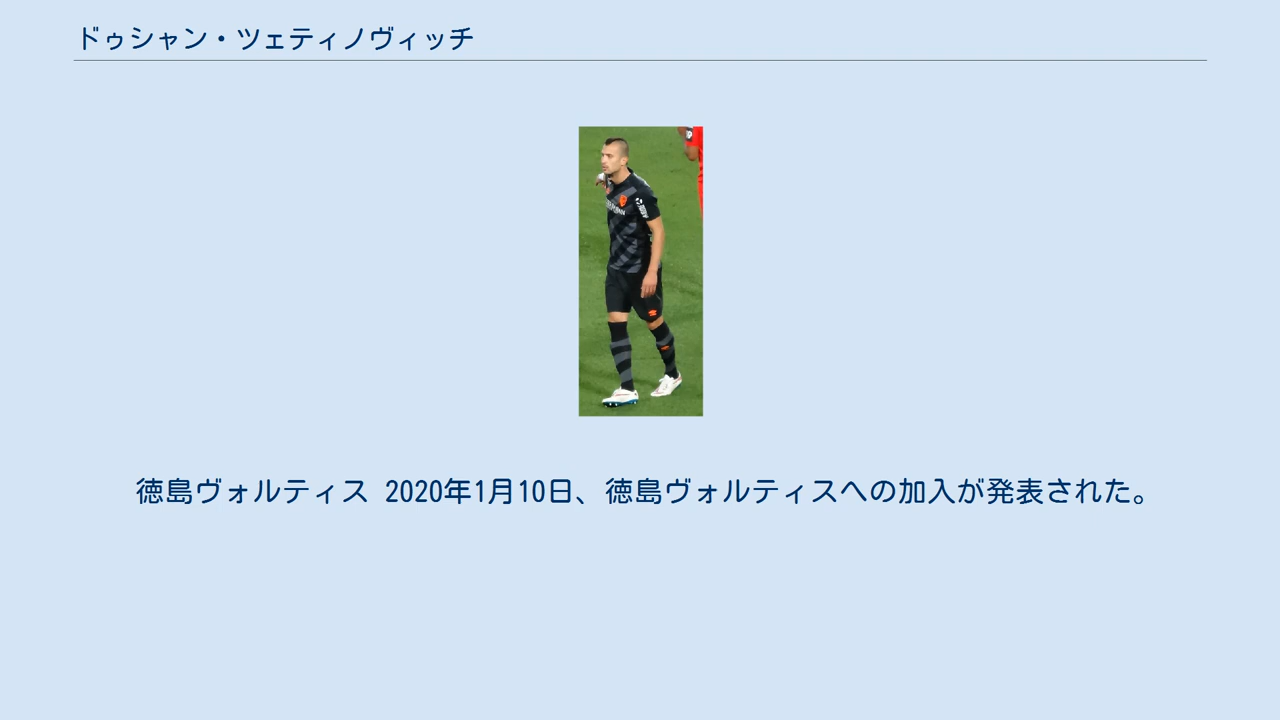 ドゥシャン・ツェティノヴィッチ
徳島ヴォルティス 2020年1月10日、徳島ヴォルティスへの加入が発表された。